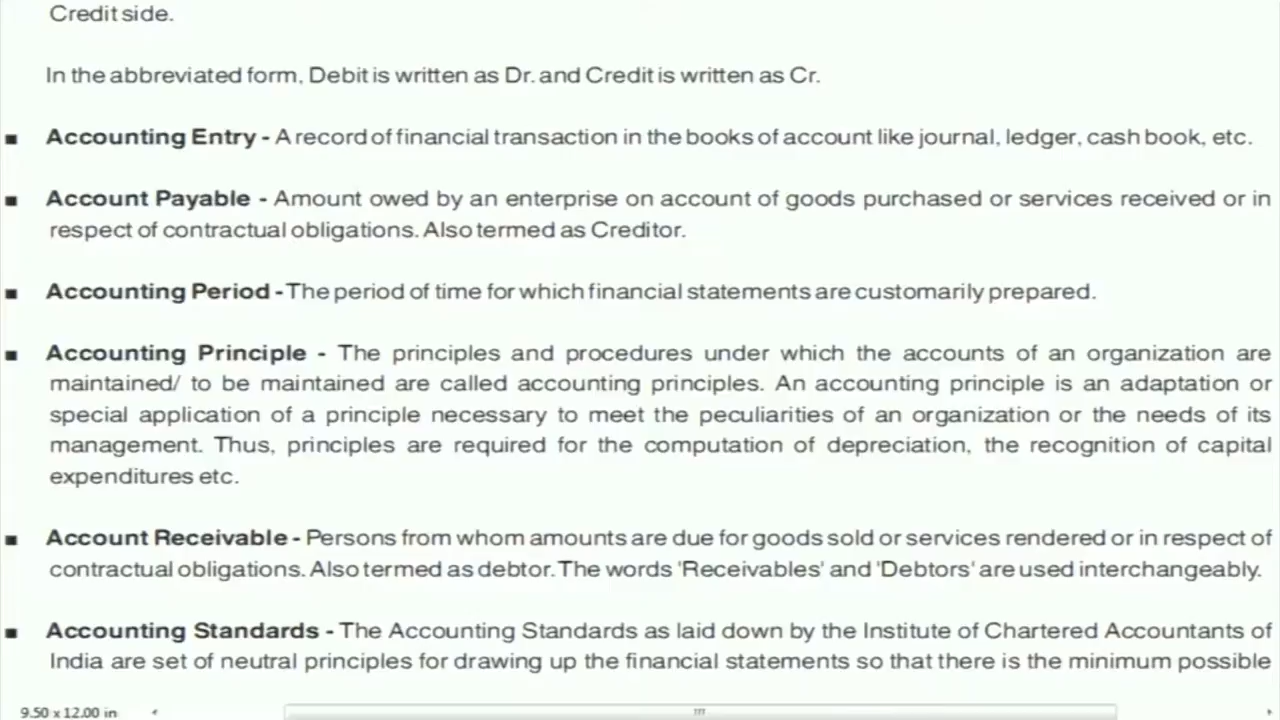 Credit side.
In the abbreviated form, Debit is written as Dr. and Credit is written as Cr.
■ Accounting Entry - A record of financial transaction in the books of account like journal, ledger, cash book, etc.
■ Account Payable - Amount owed by an enterprise on account of goods purchased or services received or in
respect of contractual obligations. Also termed as Creditor.
■ Accounting Period - The period of time for which financial statements are customarily prepared.
■ Accounting Principle - The principles and procedures under which the accounts of an organization are
maintained/ to be maintained are called accounting principles. An accounting principle is an adaptation or
special application of a principle necessary to meet the peculiarities of an organization or the needs of its
management. Thus, principles are required for the computation of depreciation, the recognition of capital
expenditures etc.
■ Account Receivable - Persons from whom amounts are due for goods sold or services rendered or in respect of
contractual obligations. Also termed as debtor. The words 'Receivables' and 'Debtors' are used interchangeably.
■ Accounting Standards - The Accounting Standards as laid down by the Institute of Chartered Accountants of
India are set of neutral principles for drawing up the financial statements so that there is the minimum possible
9.50 x 12.00 in